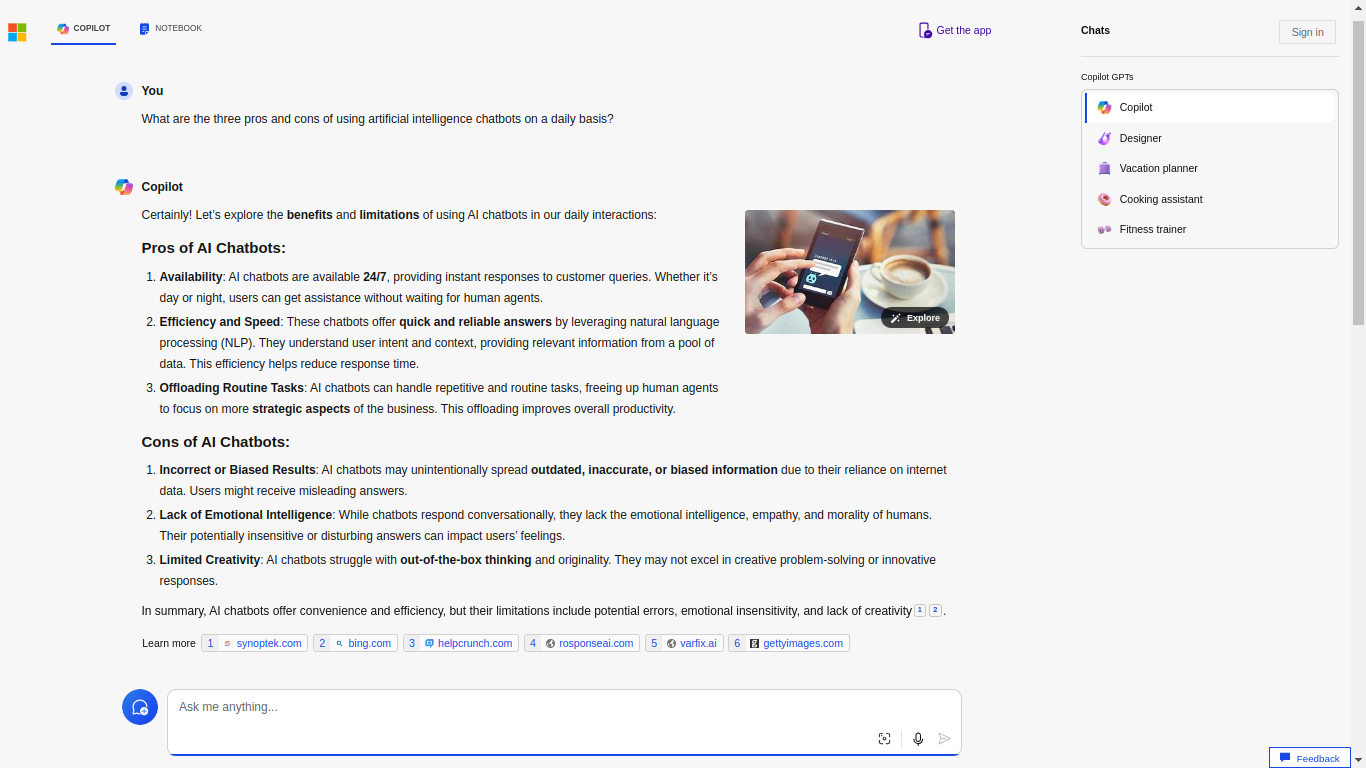 COPILOT
NOTEBOOK
Get the app
Chats
Sign in
You
What are the three pros and cons of using artificial intelligence chatbots on a daily basis?
Copilot GPTs
Copilot
Designer
Vacation planner
Cooking assistant
Fitness trainer
Copilot
Certainly! Let's explore the benefits and limitations of using AI chatbots in our daily interactions:
Pros of AI Chatbots:
1. Availability: AI chatbots are available 24/7, providing instant responses to customer queries. Whether it's
day or night, users can get assistance without waiting for human agents.
2. Efficiency and Speed: These chatbots offer quick and reliable answers by leveraging natural language
processing (NLP). They understand user intent and context, providing relevant information from a pool of
data. This efficiency helps reduce response time.
3. Offloading Routine Tasks: AI chatbots can handle repetitive and routine tasks, freeing up human agents
to focus on more strategic aspects of the business. This offloading improves overall productivity.
Explore
Cons of AI Chatbots:
1. Incorrect or Biased Results: AI chatbots may unintentionally spread outdated, inaccurate, or biased information due to their reliance on internet
data. Users might receive misleading answers.
2. Lack of Emotional Intelligence: While chatbots respond conversationally, they lack the emotional intelligence, empathy, and morality of humans.
Their potentially insensitive or disturbing answers can impact users' feelings.
3. Limited Creativity: AI chatbots struggle with out-of-the-box thinking and originality. They may not excel in creative problem-solving or innovative
responses.
In summary, AI chatbots offer convenience and efficiency, but their limitations include potential errors, emotional insensitivity, and lack of creativity 1 2 .
Learn more 1 synoptek.com 2 bing.com 3 helpcrunch.com 4 rosponseai.com 5 varfix.ai 6 gettyimages.com
Ask me anything...
Feedback